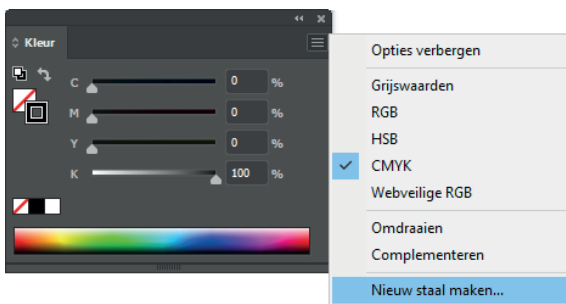 Kleur
C 0 %
M 0 %
Y 0 %
K 100 %
Opties verbergen
Grijswaarden
RGB
HSB
CMYK
Webveilige RGB
Omdraaien
Complementeren
Nieuw staal maken...